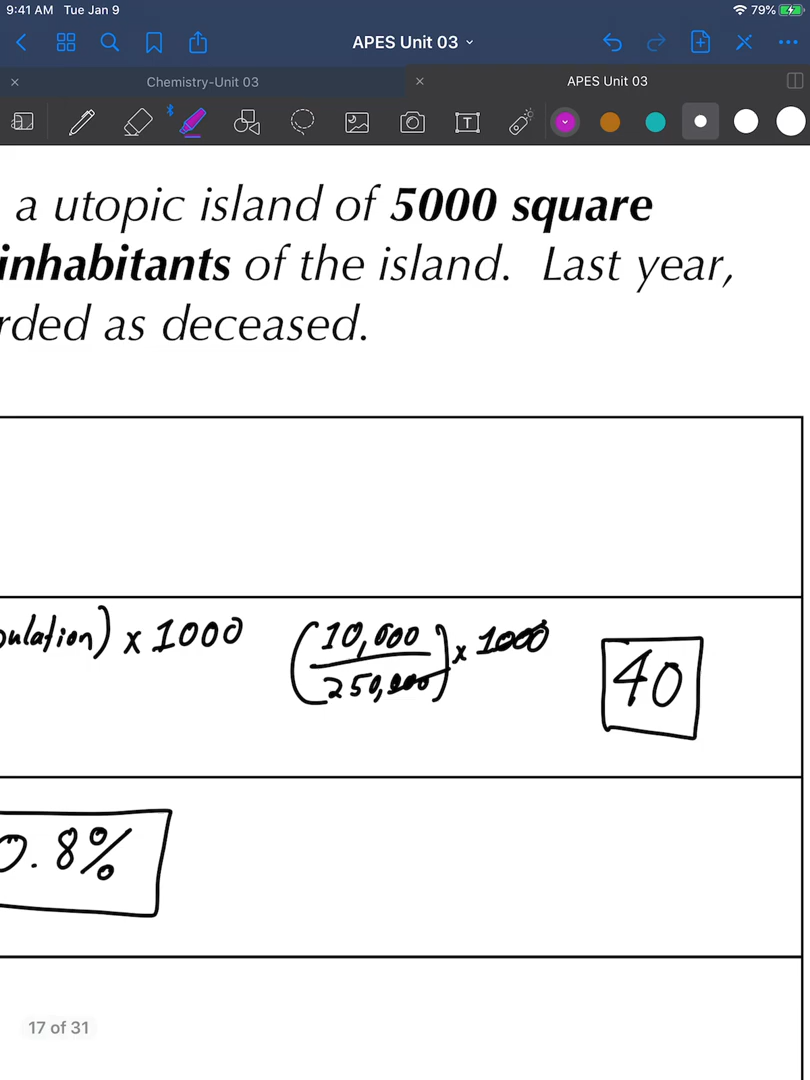 9:41 AM Tue Jan 9 79%
APES Unit 03
Chemistry-Unit 03 APES Unit 03
T
a utopic island of 5000 square
inhabitants of the island. Last year,
rded as deceased.
pulation) x 1000 (10,000 / 250,000) x 1000 40
0.8%
17 of 31